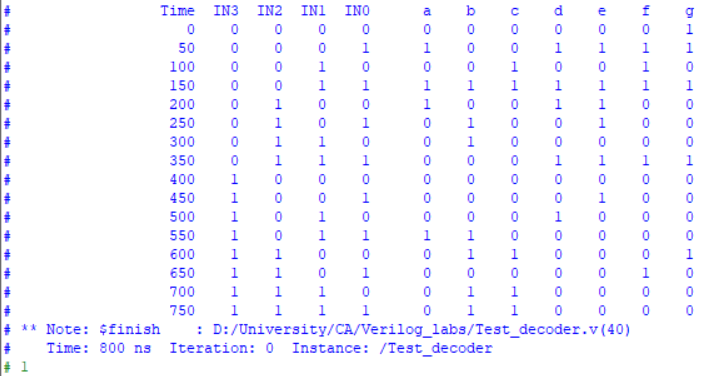 # Time IN3 IN2 IN1 IN0 a b c d e f g
# 0 0 0 0 0 0 0 0 0 0 0 1
# 50 0 0 0 1 1 0 0 1 1 1 1
# 100 0 0 1 0 0 0 1 0 0 1 0
# 150 0 0 1 1 1 1 1 1 1 1 1
# 200 0 1 0 0 1 0 0 1 1 0 0
# 250 0 1 0 1 0 1 0 0 1 0 0
# 300 0 1 1 0 0 1 0 0 0 0 0
# 350 0 1 1 1 0 0 0 1 1 1 1
# 400 1 0 0 0 0 0 0 0 0 0 0
# 450 1 0 0 1 0 0 0 0 1 0 0
# 500 1 0 1 0 0 0 0 1 0 0 0
# 550 1 0 1 1 1 1 0 0 0 0 0
# 600 1 1 0 0 0 1 1 0 0 0 1
# 650 1 1 0 1 0 0 0 0 0 1 0
# 700 1 1 1 0 0 1 1 0 0 0 0
# 750 1 1 1 1 0 1 1 0 0 0 0
# ** Note: $finish : D:/University/CA/Verilog_labs/Test_decoder.v(40)
# Time: 800 ns Iteration: 0 Instance: /Test_decoder
# 1